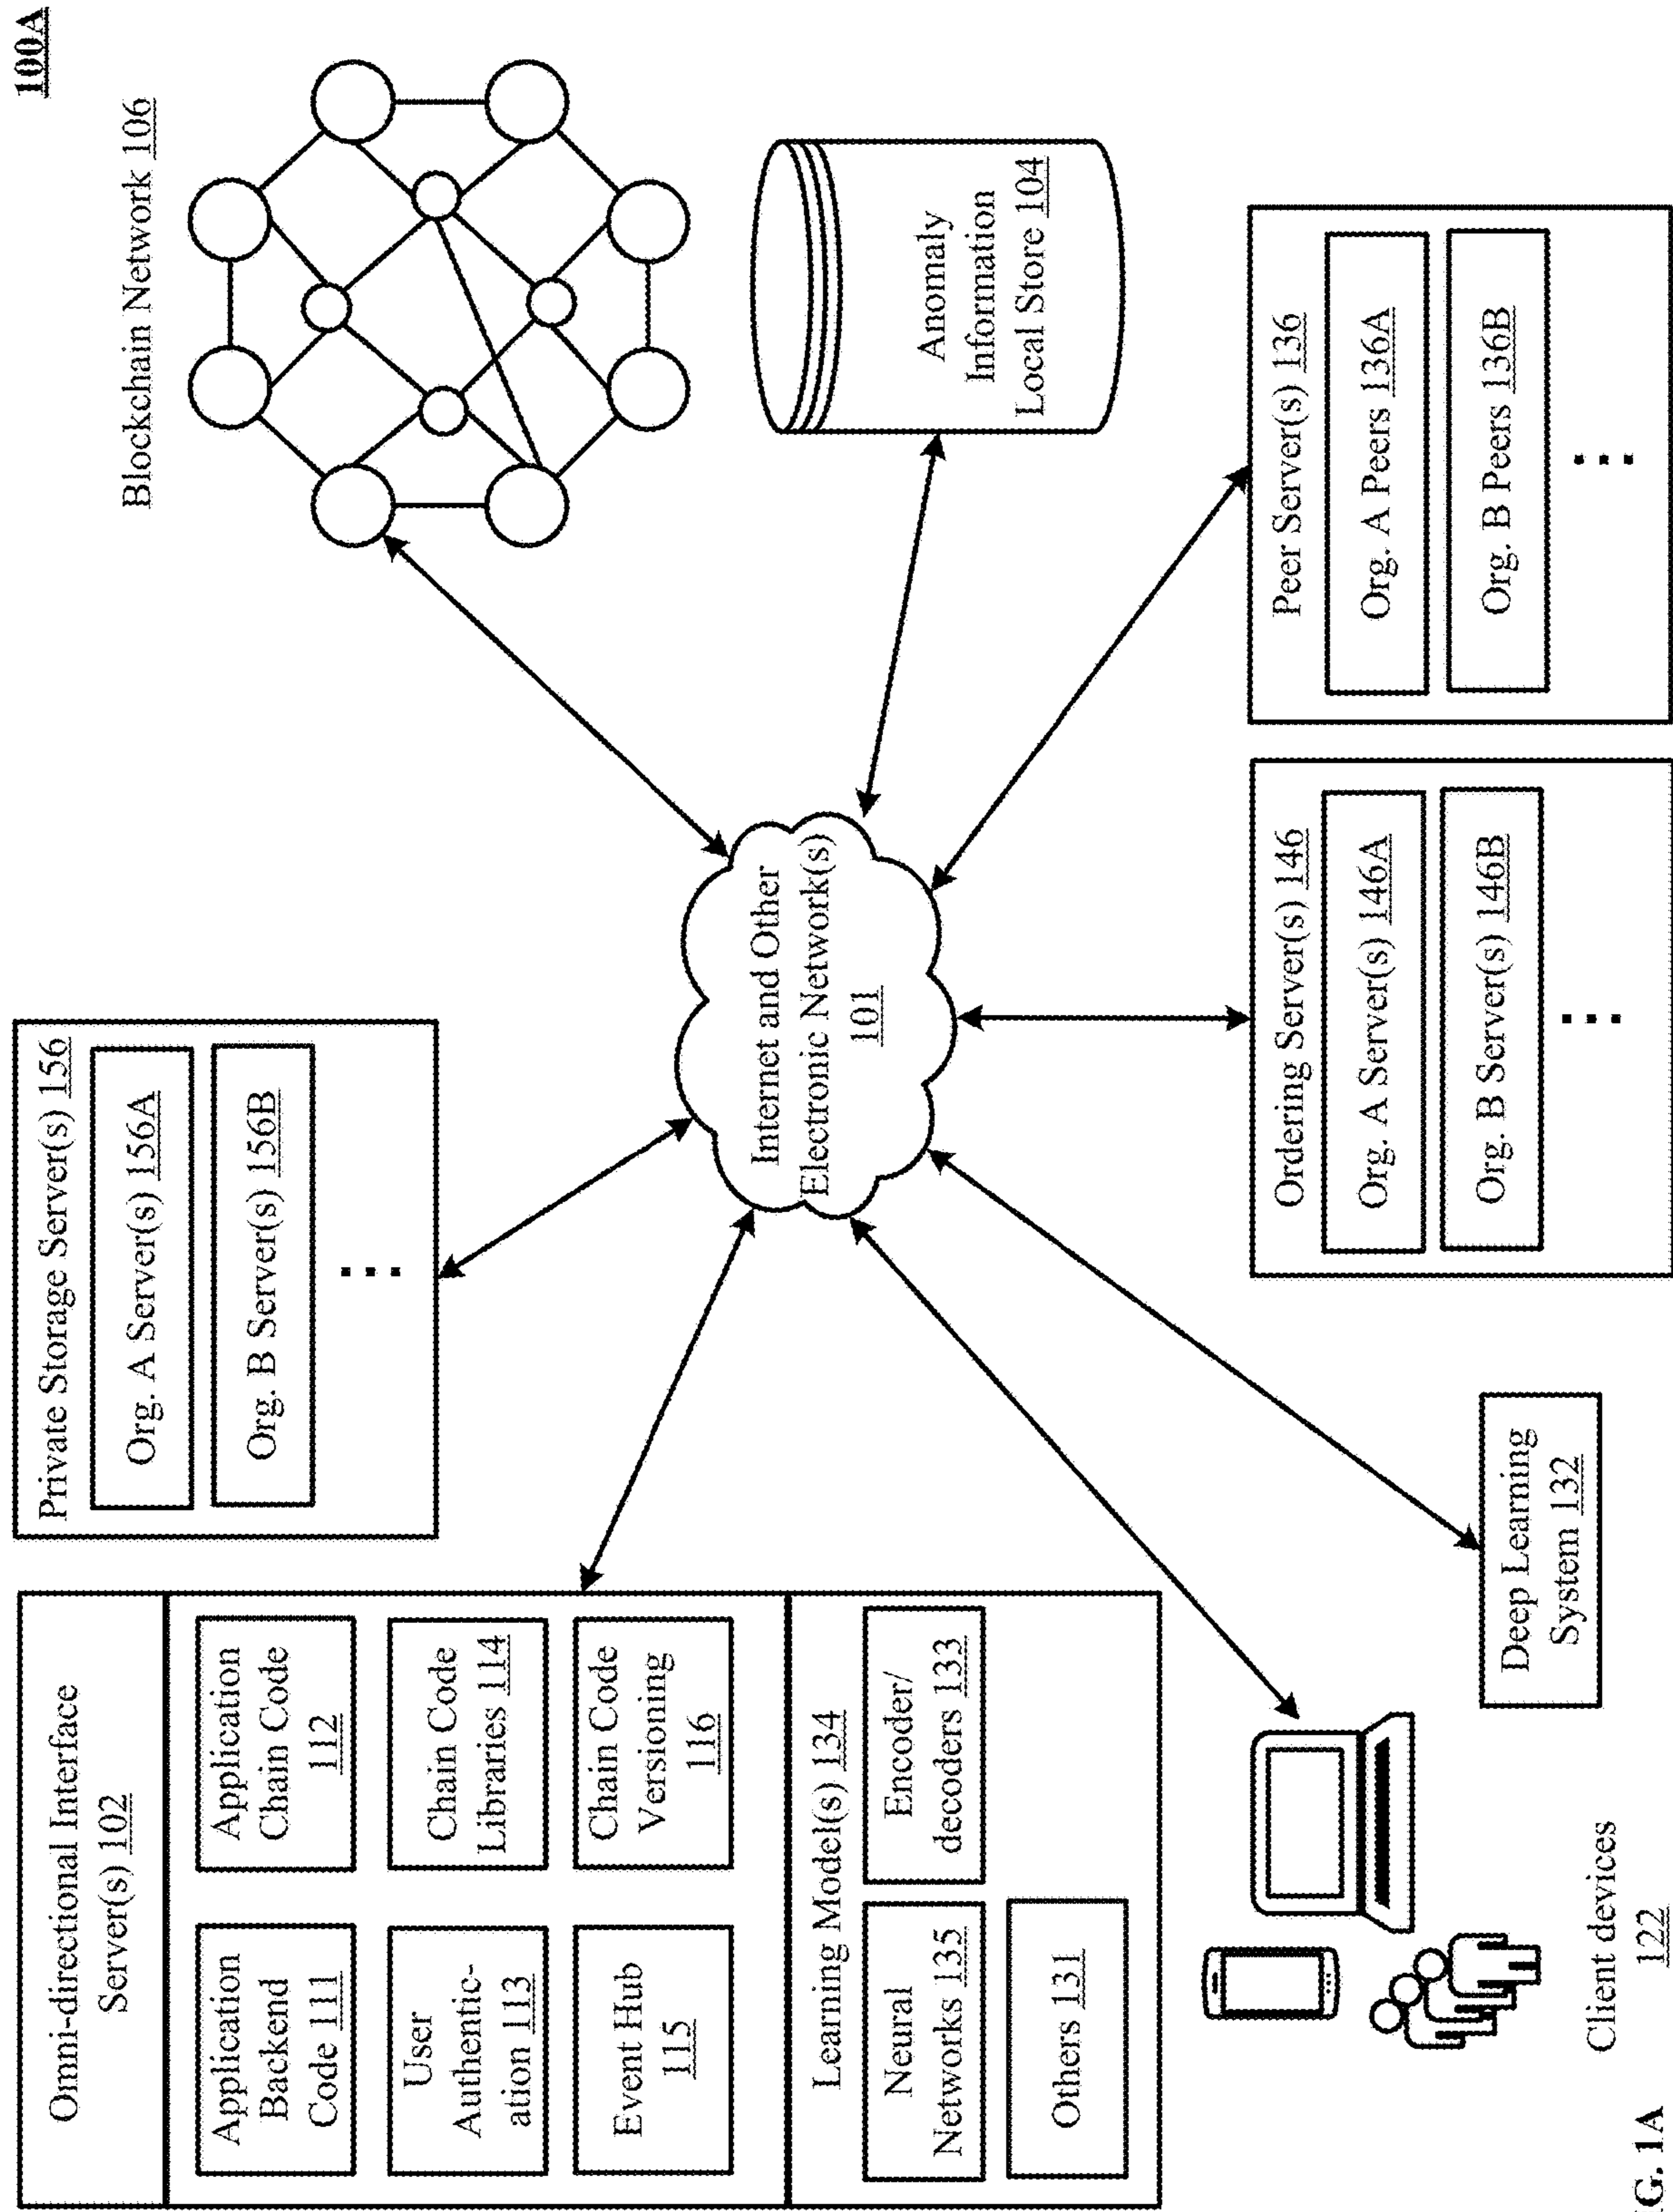 100A
Omni-directional Interface
Server(s) 102
Application
Backend
Code 111
Application
Chain Code
112
User
Authentic-
ation 113
Chain Code
Libraries 114
Event Hub
115
Chain Code
Versioning
116
Learning Model(s) 134
Neural
Networks 135
Encoder/
decoders 133
Others 131
Private Storage Server(s) 156
Org. A Server(s) 156A
Org. B Server(s) 156B
...
Blockchain Network 106
Internet and Other
Electronic Network(s)
101
Anomaly
Information
Local Store 104
Client devices
122
Deep Learning
System 132
Ordering Server(s) 146
Org. A Server(s) 146A
Org. B Server(s) 146B
...
Peer Server(s) 136
Org. A Peers 136A
Org. B Peers 136B
...
G. 1A